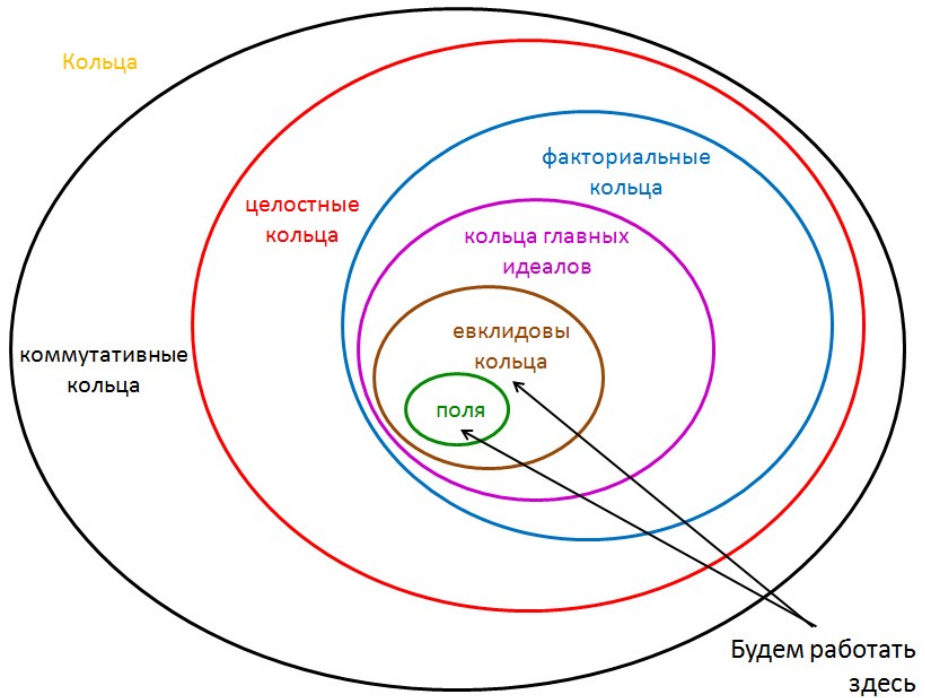 Кольца
факториальные
кольца
целостные
кольца
кольца главных
идеалов
евклидовы
кольца
коммутативные
кольца
поля
Будем работать
здесь